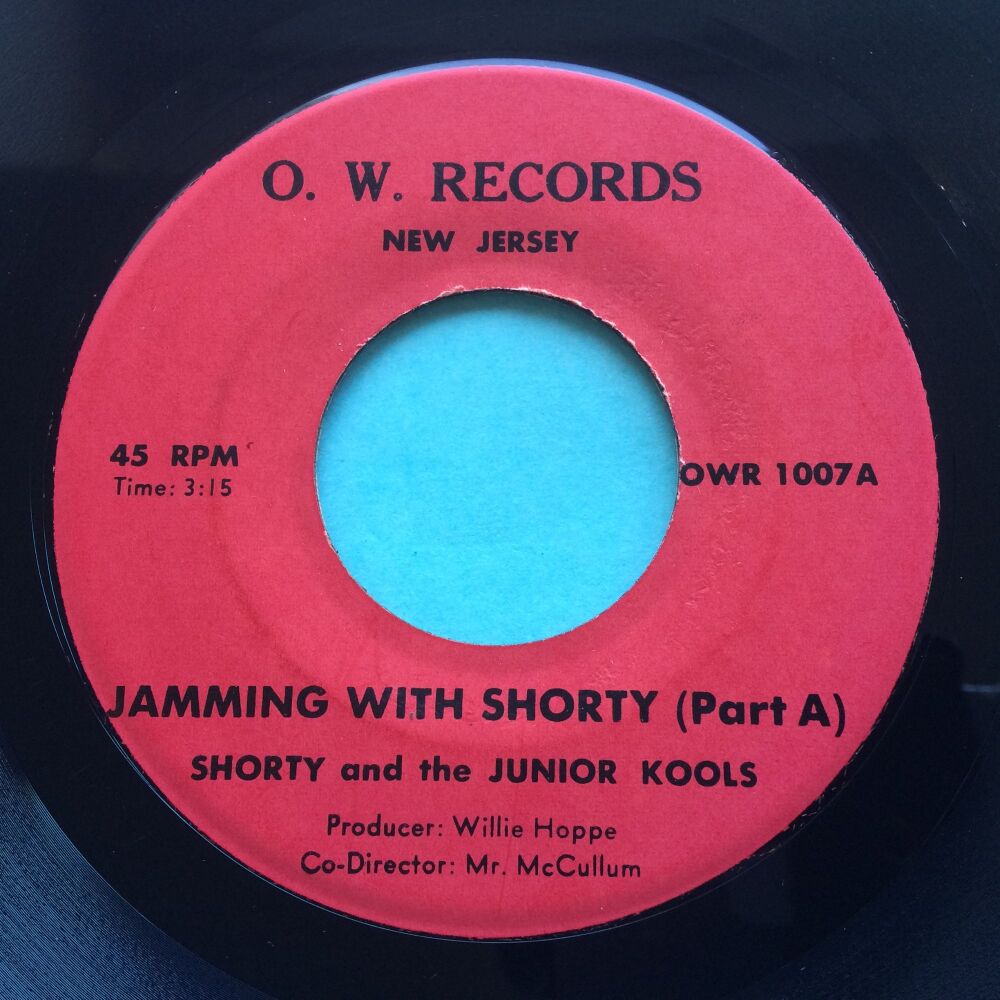 O. W. RECORDS
NEW JERSEY
45 RPM
Time: 3:15
OWR 1007A
JAMMING WITH SHORTY (Part A)
SHORTY and the JUNIOR KOOLS
Producer: Willie Hoppe
Co-Director: Mr. McCullum